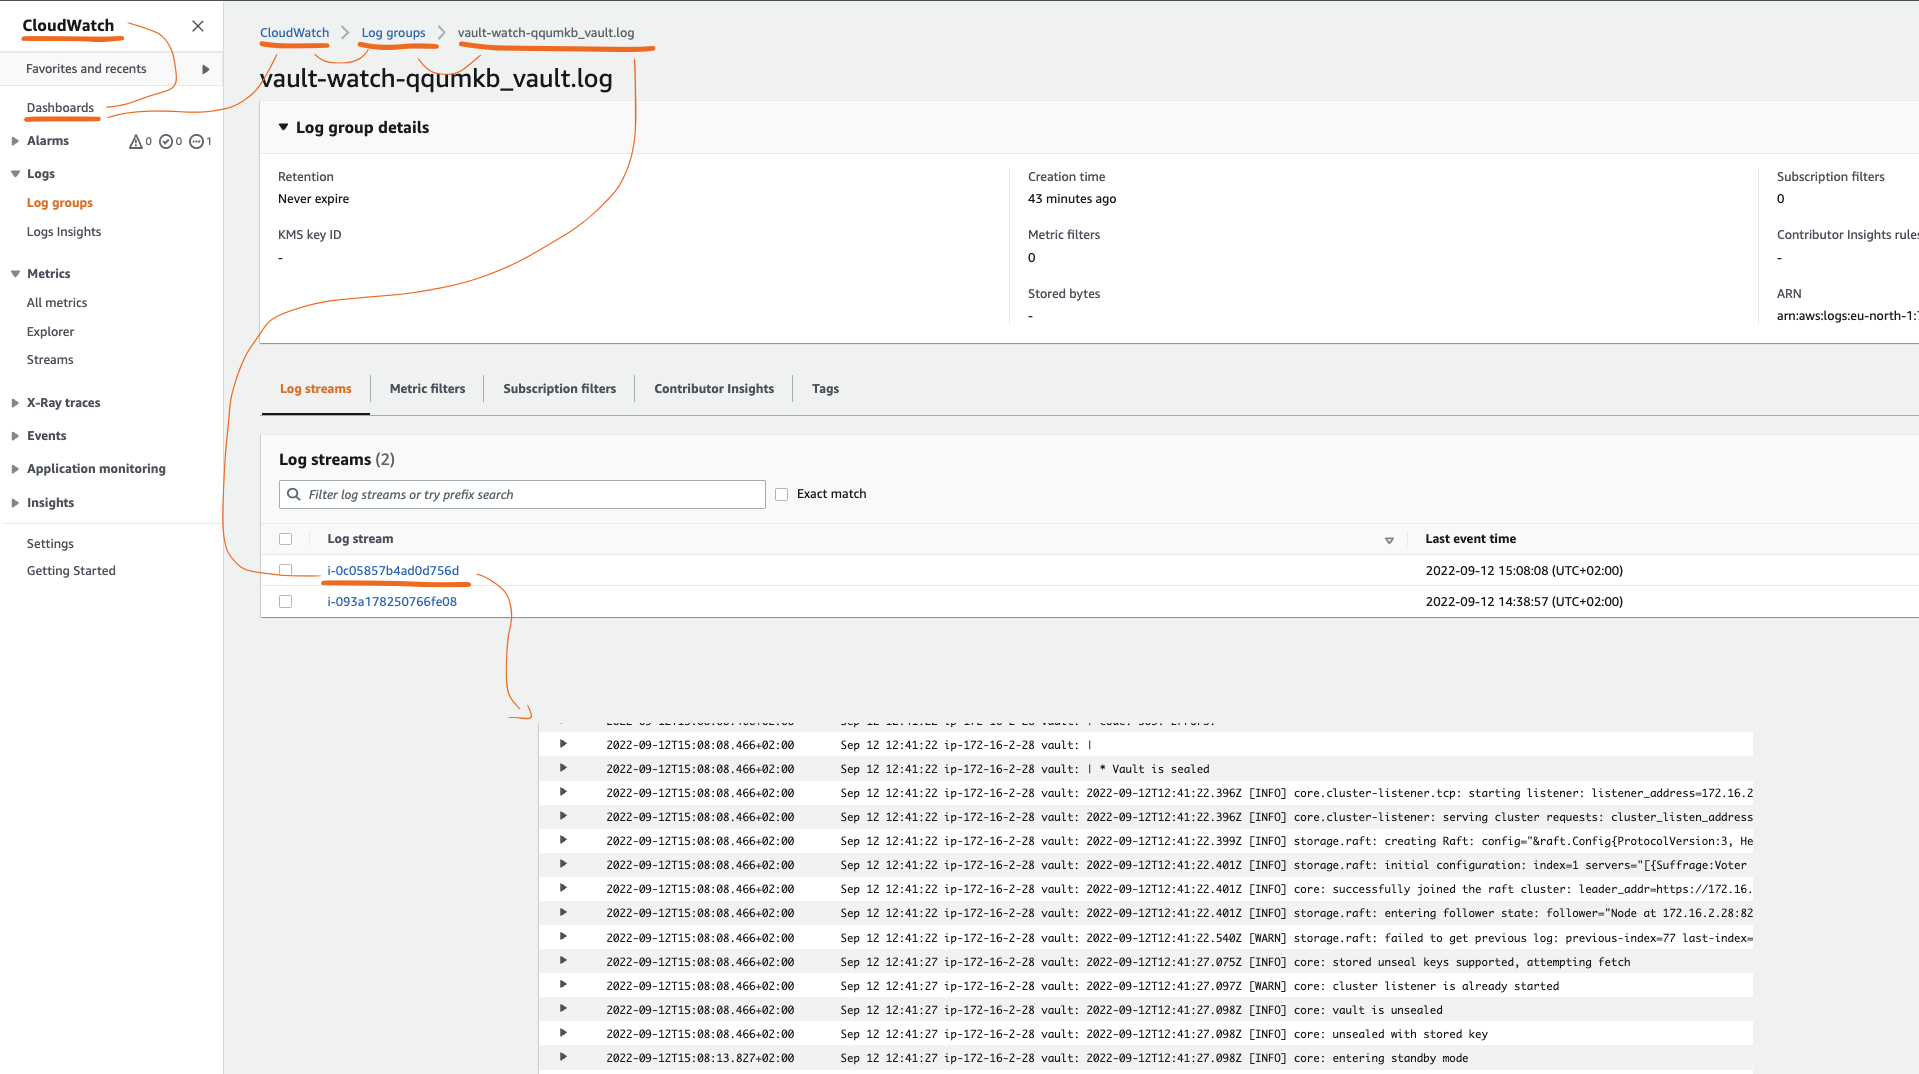 CloudWatch
Favorites and recents
Dashboards
Alarms 0 0 1
Logs
Log groups
Logs Insights
Metrics
All metrics
Explorer
Streams
X-Ray traces
Events
Application monitoring
Insights
Settings
Getting Started
CloudWatch Log groups vault-watch-qqumkb_vault.log
vault-watch-qqumkb_vault.log
Log group details
Retention
Never expire
KMS key ID
-
Creation time
43 minutes ago
Metric filters
0
Stored bytes
-
Subscription filters
0
Contributor Insights rules
-
ARN
arn:aws:logs:eu-north-1:
Log streams Metric filters Subscription filters Contributor Insights Tags
Log streams (2)
Filter log streams or try prefix search Exact match
Log stream Last event time
i-0c05857b4ad0d756d 2022-09-12 15:08:08 (UTC+02:00)
i-093a178250766fe08 2022-09-12 14:38:57 (UTC+02:00)
2022-09-12T15:08:08.466+02:00 Sep 12 12:41:22 ip-172-16-2-28 vault: |
2022-09-12T15:08:08.466+02:00 Sep 12 12:41:22 ip-172-16-2-28 vault: | * Vault is sealed
2022-09-12T15:08:08.466+02:00 Sep 12 12:41:22 ip-172-16-2-28 vault: 2022-09-12T12:41:22.396Z [INFO] core.cluster-listener.tcp: starting listener: listener_address=172.16.2
2022-09-12T15:08:08.466+02:00 Sep 12 12:41:22 ip-172-16-2-28 vault: 2022-09-12T12:41:22.396Z [INFO] core.cluster-listener: serving cluster requests: cluster_listen_address
2022-09-12T15:08:08.466+02:00 Sep 12 12:41:22 ip-172-16-2-28 vault: 2022-09-12T12:41:22.399Z [INFO] storage.raft: creating Raft: config="&raft.Config{ProtocolVersion:3, He
2022-09-12T15:08:08.466+02:00 Sep 12 12:41:22 ip-172-16-2-28 vault: 2022-09-12T12:41:22.401Z [INFO] storage.raft: initial configuration: index=1 servers="[{Suffrage:Voter
2022-09-12T15:08:08.466+02:00 Sep 12 12:41:22 ip-172-16-2-28 vault: 2022-09-12T12:41:22.401Z [INFO] core: successfully joined the raft cluster: leader_addr=https://172.16.
2022-09-12T15:08:08.466+02:00 Sep 12 12:41:22 ip-172-16-2-28 vault: 2022-09-12T12:41:22.401Z [INFO] storage.raft: entering follower state: follower="Node at 172.16.2.28:82
2022-09-12T15:08:08.466+02:00 Sep 12 12:41:22 ip-172-16-2-28 vault: 2022-09-12T12:41:22.540Z [WARN] storage.raft: failed to get previous log: previous-index=77 last-index=
2022-09-12T15:08:08.466+02:00 Sep 12 12:41:27 ip-172-16-2-28 vault: 2022-09-12T12:41:27.075Z [INFO] core: stored unseal keys supported, attempting fetch
2022-09-12T15:08:08.466+02:00 Sep 12 12:41:27 ip-172-16-2-28 vault: 2022-09-12T12:41:27.097Z [WARN] core: cluster listener is already started
2022-09-12T15:08:08.466+02:00 Sep 12 12:41:27 ip-172-16-2-28 vault: 2022-09-12T12:41:27.098Z [INFO] core: vault is unsealed
2022-09-12T15:08:08.466+02:00 Sep 12 12:41:27 ip-172-16-2-28 vault: 2022-09-12T12:41:27.098Z [INFO] core: unsealed with stored key
2022-09-12T15:08:13.827+02:00 Sep 12 12:41:27 ip-172-16-2-28 vault: 2022-09-12T12:41:27.098Z [INFO] core: entering standby mode